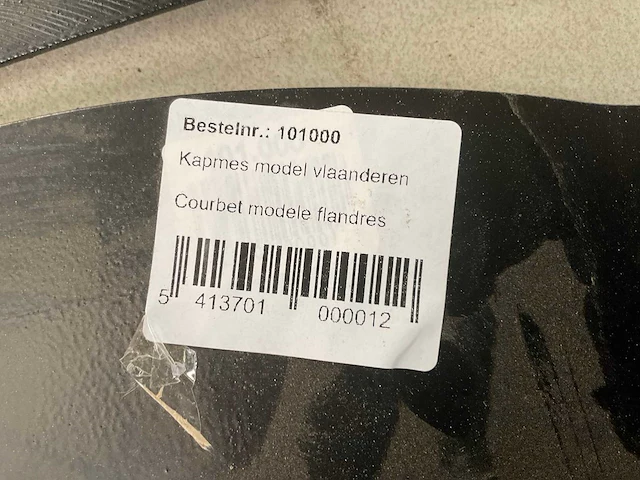 Bestelnr.: 101000
Kapmes model vlaanderen
Courbet modele flandres
5 413701 000012